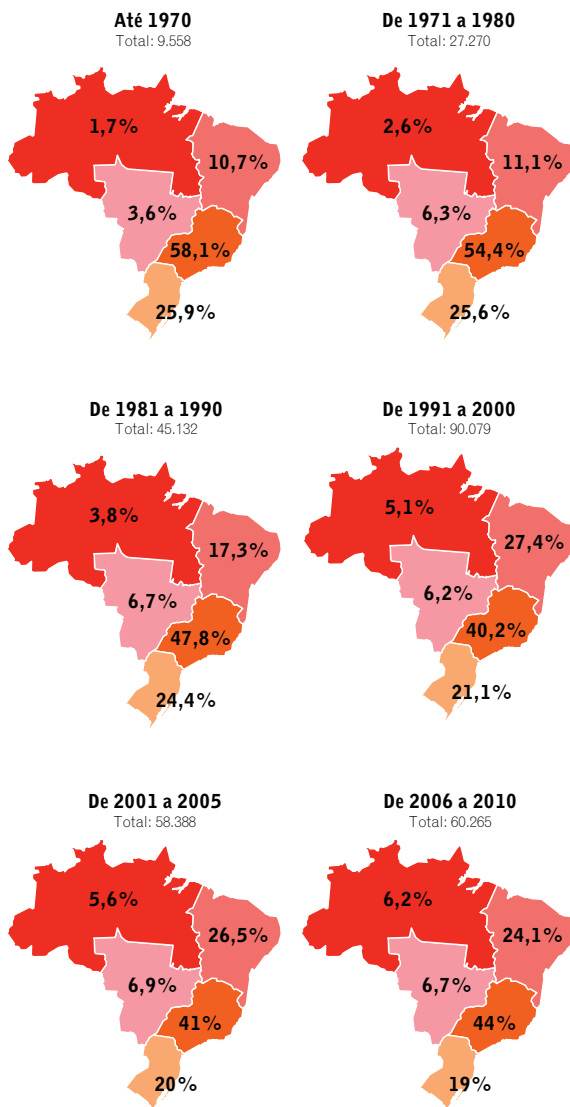 Até 1970
Total: 9.558
1,7%
10,7%
3,6%
58,1%
25,9%
De 1971 a 1980
Total: 27.270
2,6%
11,1%
6,3%
54,4%
25,6%
De 1981 a 1990
Total: 45.132
3,8%
17,3%
6,7%
47,8%
24,4%
De 1991 a 2000
Total: 90.079
5,1%
27,4%
6,2%
40,2%
21,1%
De 2001 a 2005
Total: 58.388
5,6%
26,5%
6,9%
41%
20%
De 2006 a 2010
Total: 60.265
6,2%
24,1%
6,7%
44%
19%